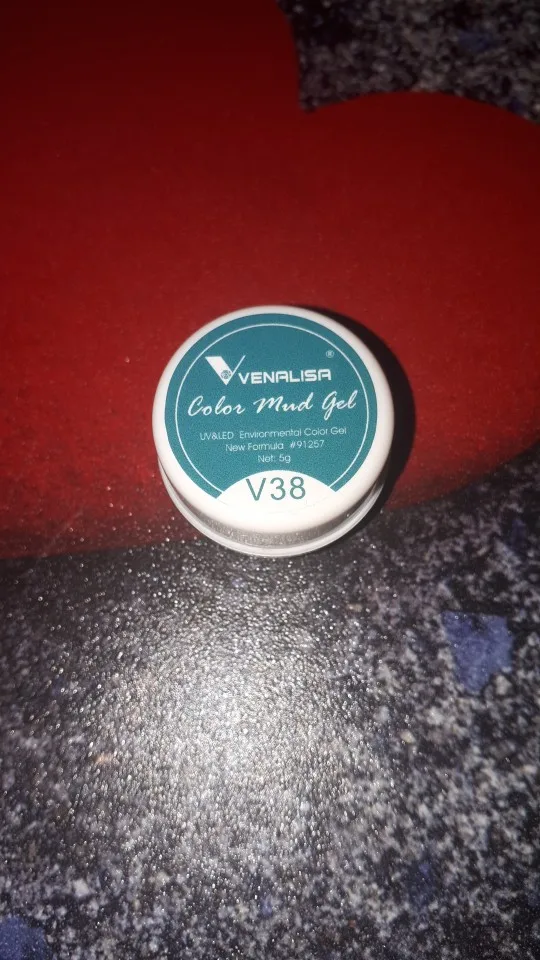 ®
VENALISA
Color Mud Gel
UV&LED Environmental Color Gel
New Formula #91257
Net: 5g
V38